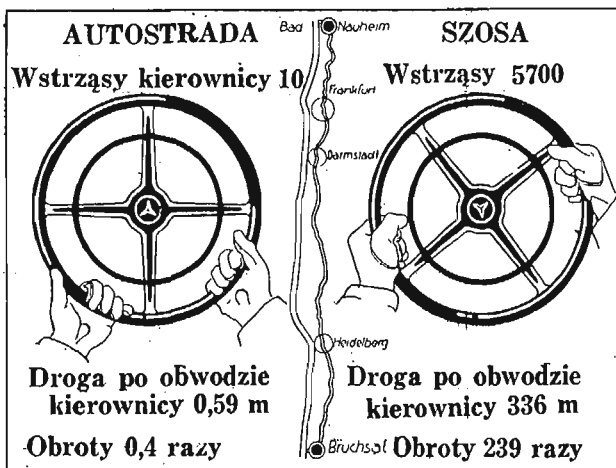 AUTOSTRADA
Wstrząsy kierownicy 10
Droga po obwodzie
kierownicy 0,59 m
Obroty 0,4 razy
Bad Nauheim
Frankfurt
Darmstadt
Heidelberg
Bruchsal
SZOSA
Wstrząsy 5700
Droga po obwodzie
kierownicy 336 m
Obroty 239 razy